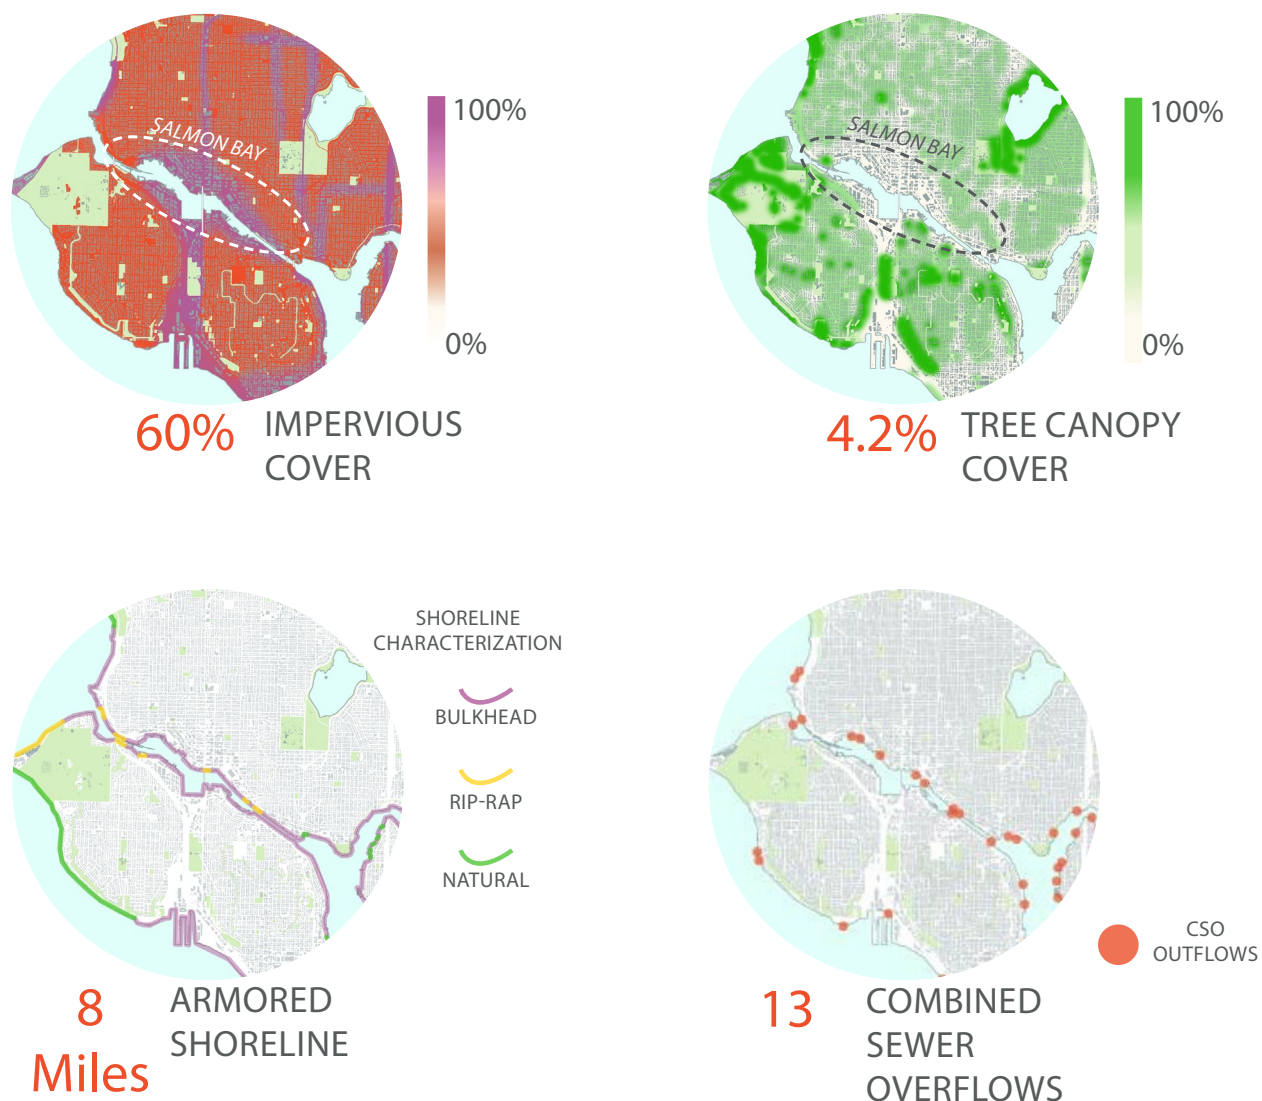 SALMON BAY
100%
0%
60%
IMPERVIOUS
COVER
SALMON BAY
100%
0%
4.2%
TREE CANOPY
COVER
SHORELINE
CHARACTERIZATION
BULKHEAD
RIP-RAP
NATURAL
8
Miles
ARMORED
SHORELINE
CSO
OUTFLOWS
13
COMBINED
SEWER
OVERFLOWS